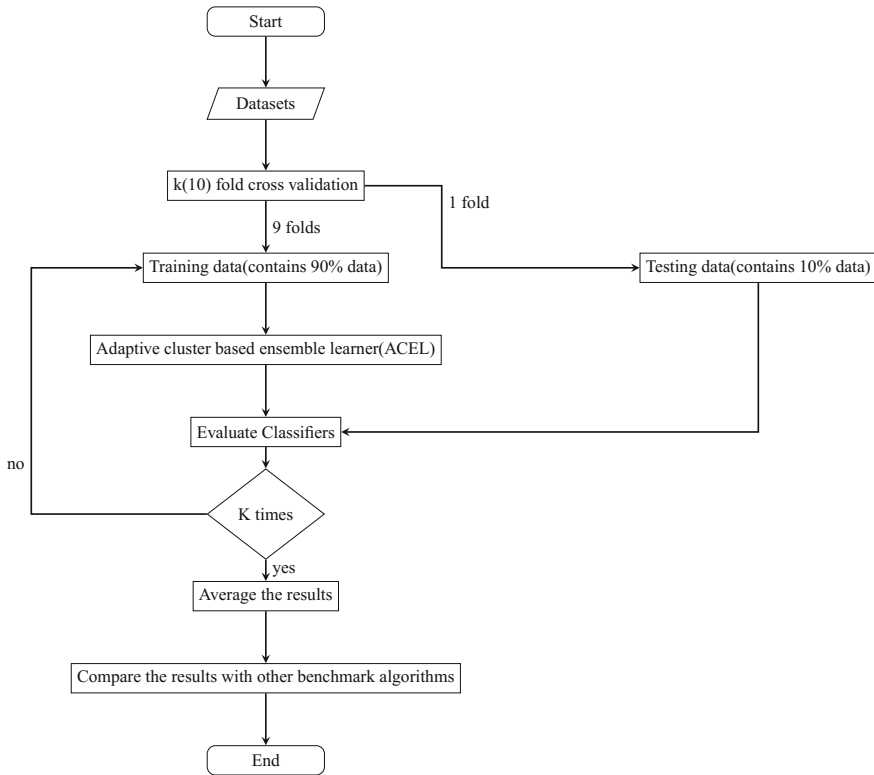 Start
Datasets
k(10) fold cross validation
1 fold
9 folds
Training data(contains 90% data)
Testing data(contains 10% data)
Adaptive cluster based ensemble learner(ACEL)
Evaluate Classifiers
no
K times
yes
Average the results
Compare the results with other benchmark algorithms
End